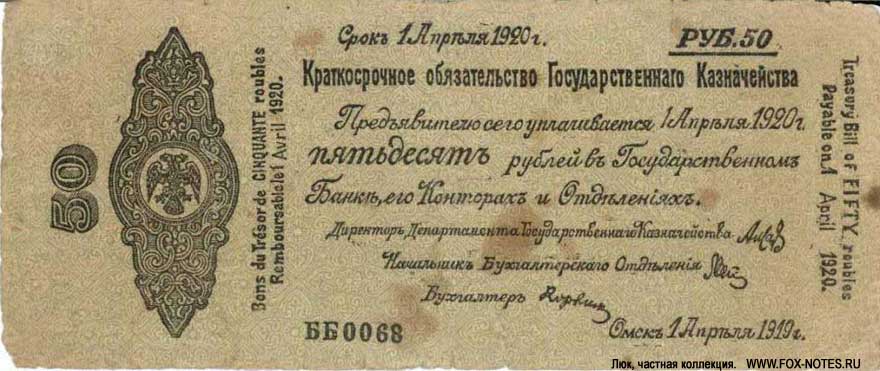 Срокъ 1 Апрѣля 1920 г.
РУБ. 50
Краткосрочное обязательство Государственнаго Казначейства
Предъявителю сего уплачивается 1 Апрѣля 1920 г.
пятьдесятъ рублей въ Государственномъ
Банкѣ, его Конторахъ и Отдѣленіяхъ.
Директоръ Департамента Государственнаго Казначейства
Начальникъ Бухгалтерскаго Отдѣленія
Бухгалтеръ
ББ0068
Омскъ 1 Апрѣля 1919 г.
50
Bons du Trésor de CINQUANTE roubles
Remboursable le 1 Avril 1920.
Treasury Bill of FIFTY roubles
Payable on 1 April 1920.
Люк, частная коллекция. WWW.FOX-NOTES.RU